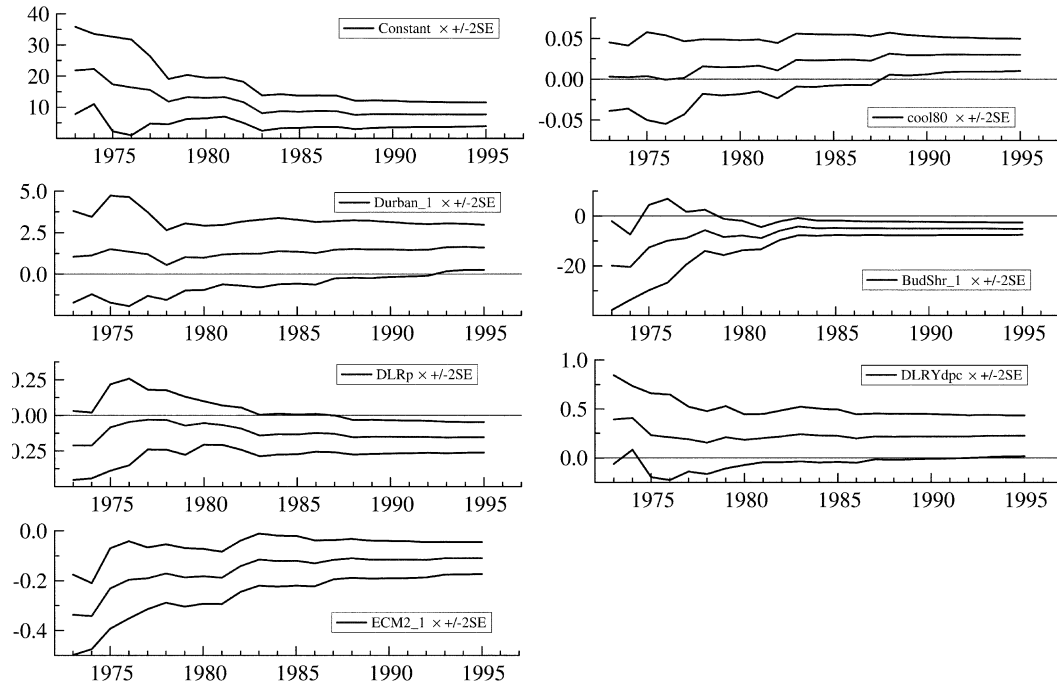 40
30
20
10
Constant × +/-2SE
1975 1980 1985 1990 1995
0.05
0.00
-0.05
cool80 × +/-2SE
1975 1980 1985 1990 1995
5.0
2.5
0.0
Durban_1 × +/-2SE
1975 1980 1985 1990 1995
0
-20
BudShr_1 × +/-2SE
1975 1980 1985 1990 1995
0.25
0.00
0.25
DLRp × +/-2SE
1975 1980 1985 1990 1995
1.0
0.5
0.0
DLRYdpc × +/-2SE
1975 1980 1985 1990 1995
0.0
-0.2
-0.4
ECM2_1 × +/-2SE
1975 1980 1985 1990 1995